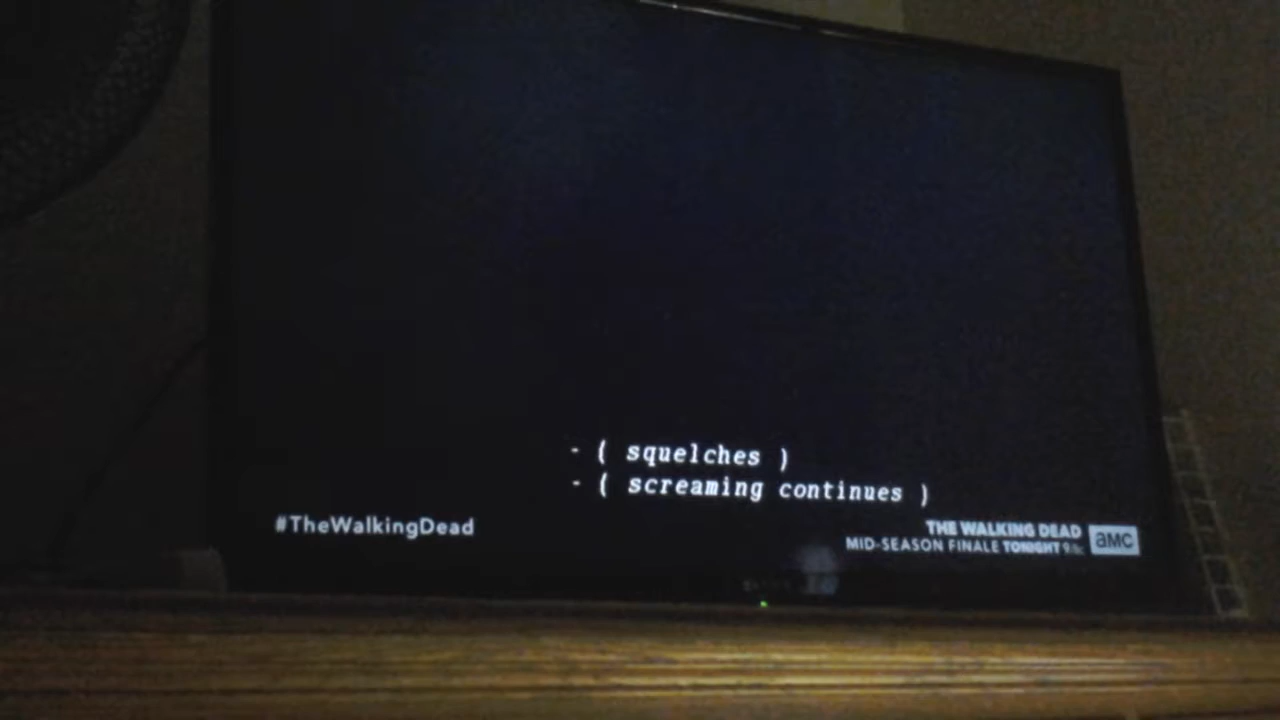 - ( squelches )
- ( screaming continues )
#TheWalkingDead
THE WALKING DEAD
MID-SEASON FINALE TONIGHT
aMC